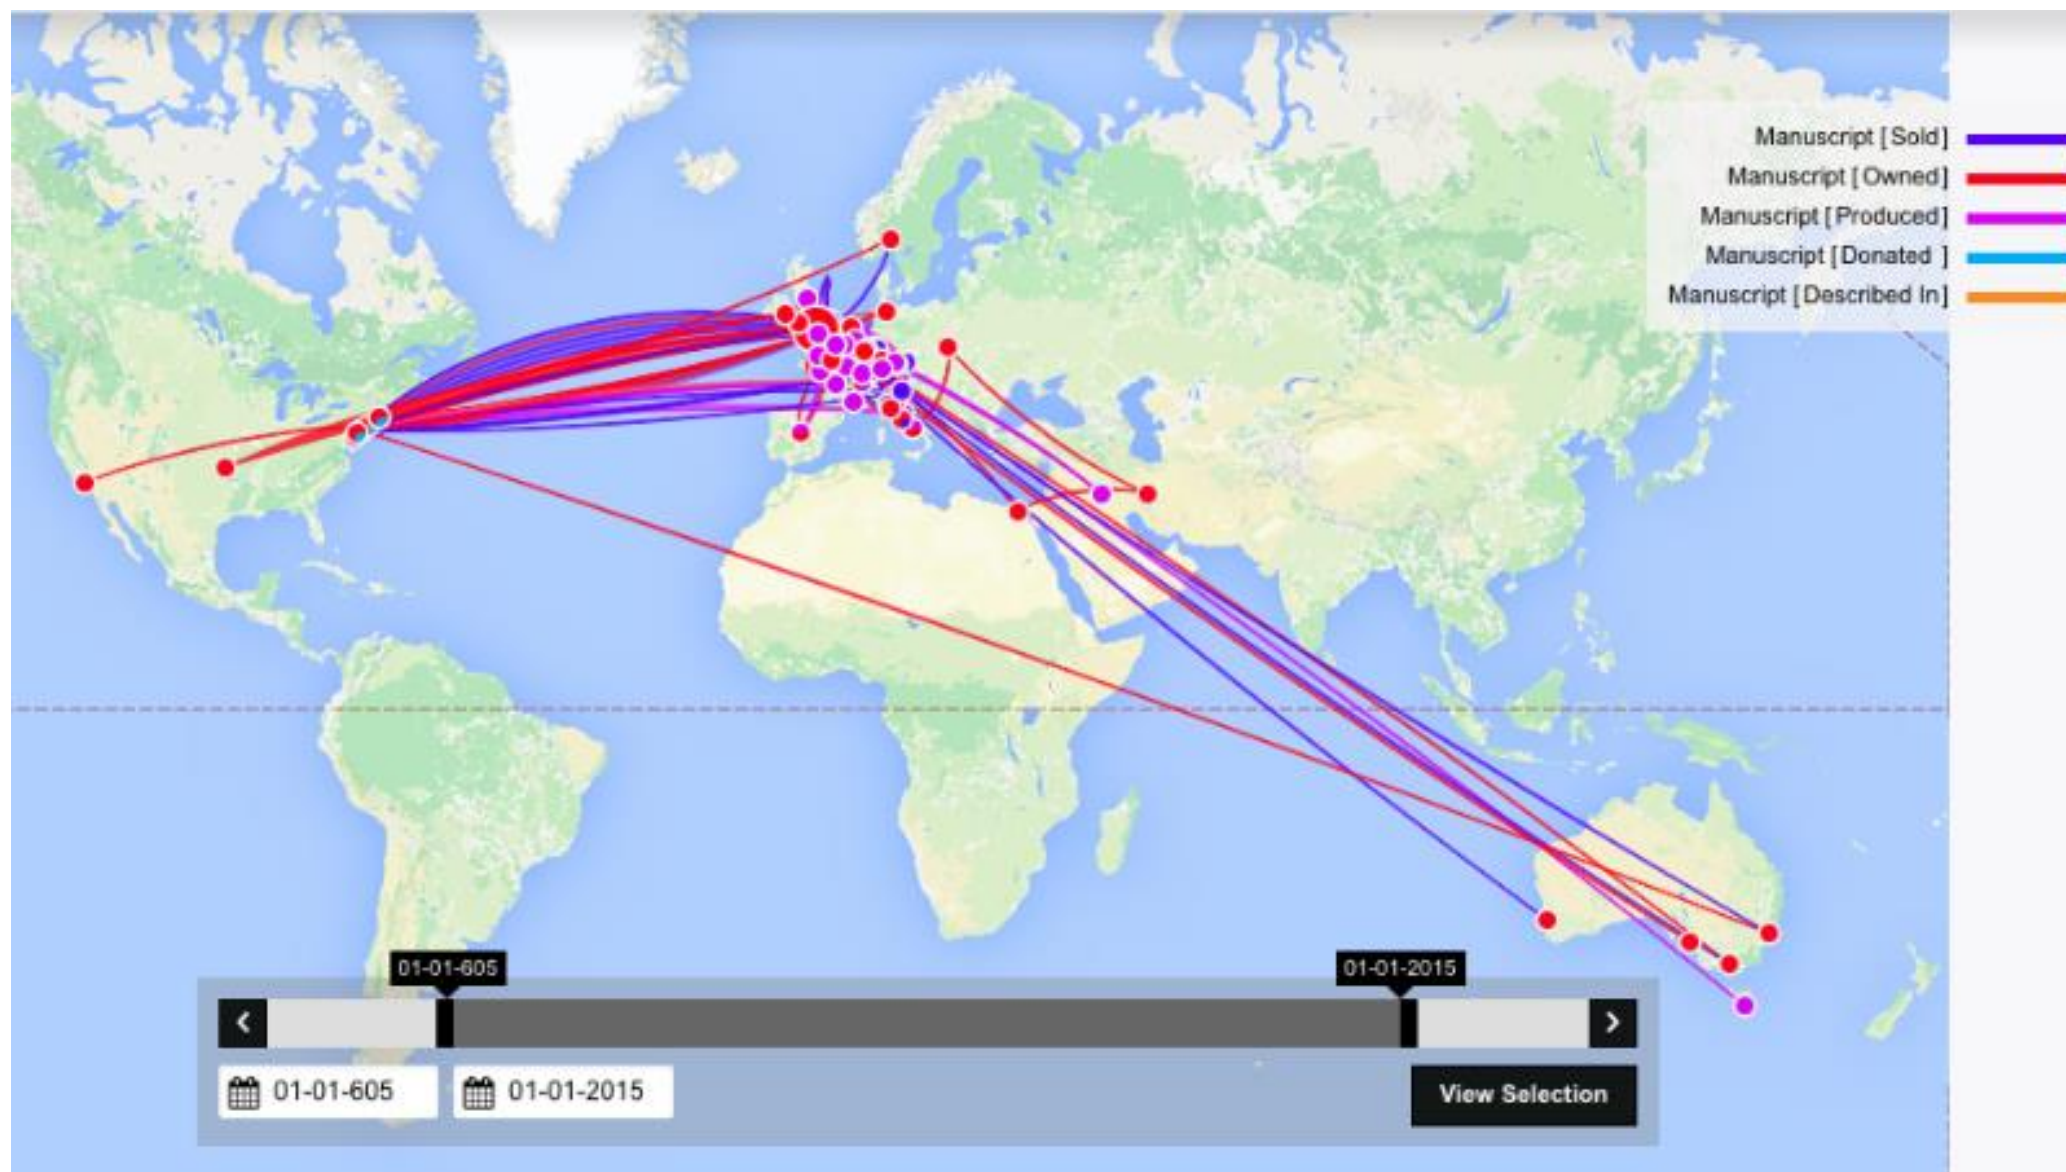 Manuscript [Sold]
Manuscript [Owned]
Manuscript [Produced]
Manuscript [Donated ]
Manuscript [Described In]
01-01-605
01-01-2015
01-01-605
01-01-2015
View Selection